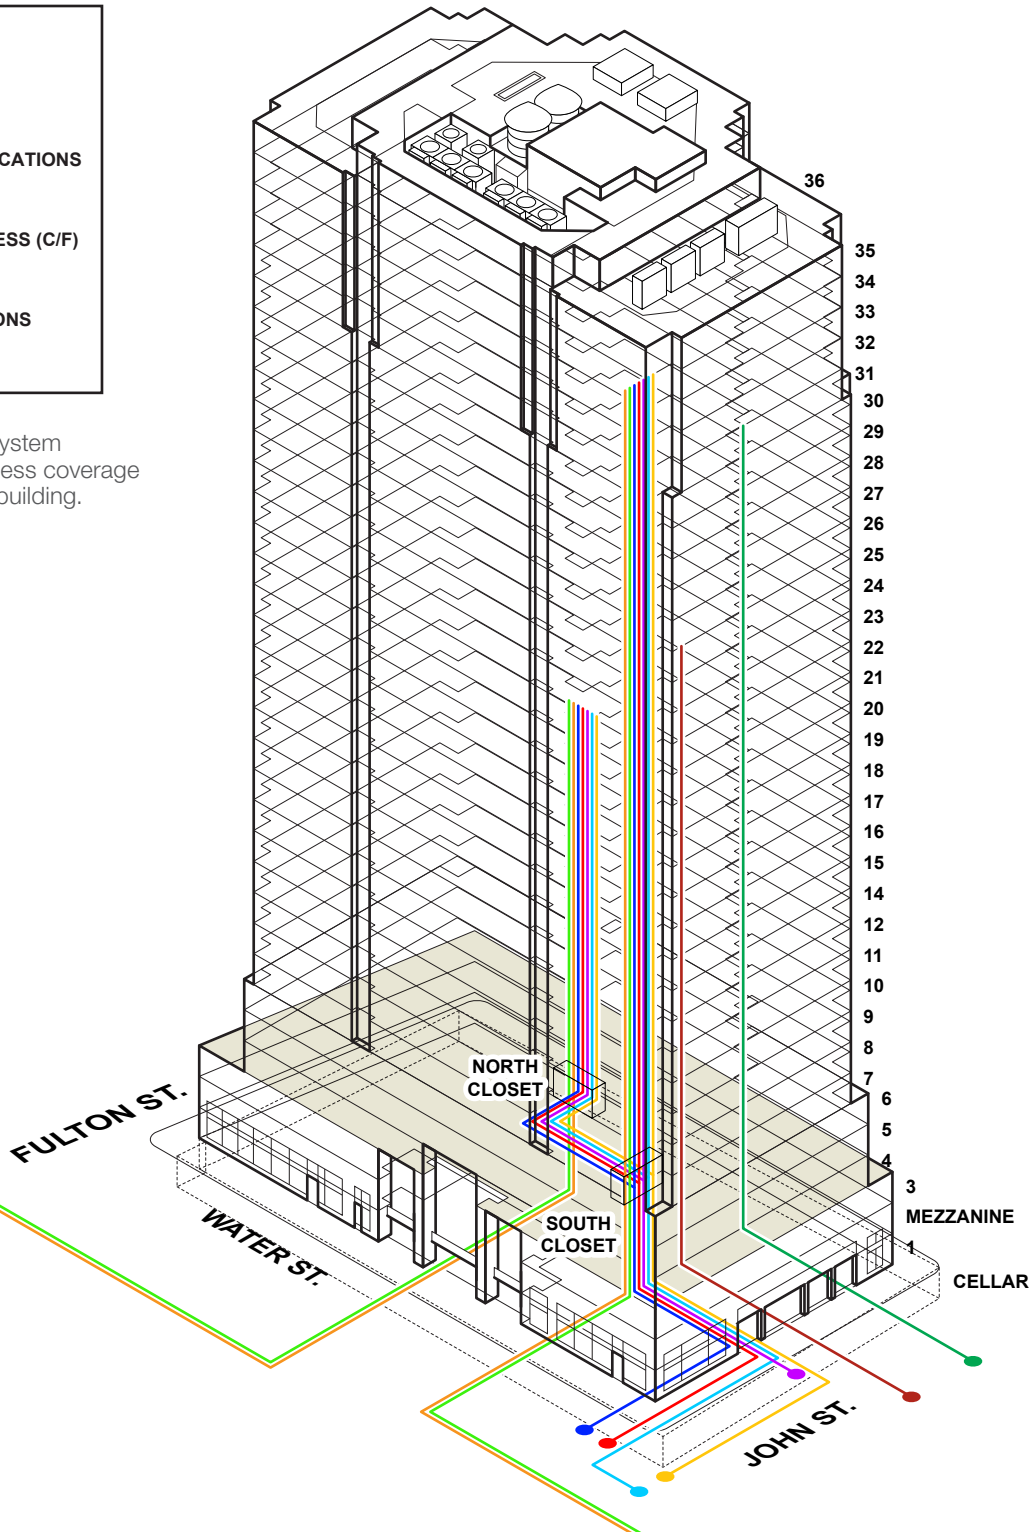 CATIONS
ESS (C/F)
ONS
ystem
ess coverage
building.
36
35
34
33
32
31
30
29
28
27
26
25
24
23
22
21
20
19
18
17
16
15
14
12
11
10
9
8
7
6
5
4
3
MEZZANINE
1
CELLAR
NORTH
CLOSET
SOUTH
CLOSET
FULTON ST.
WATER ST.
JOHN ST.